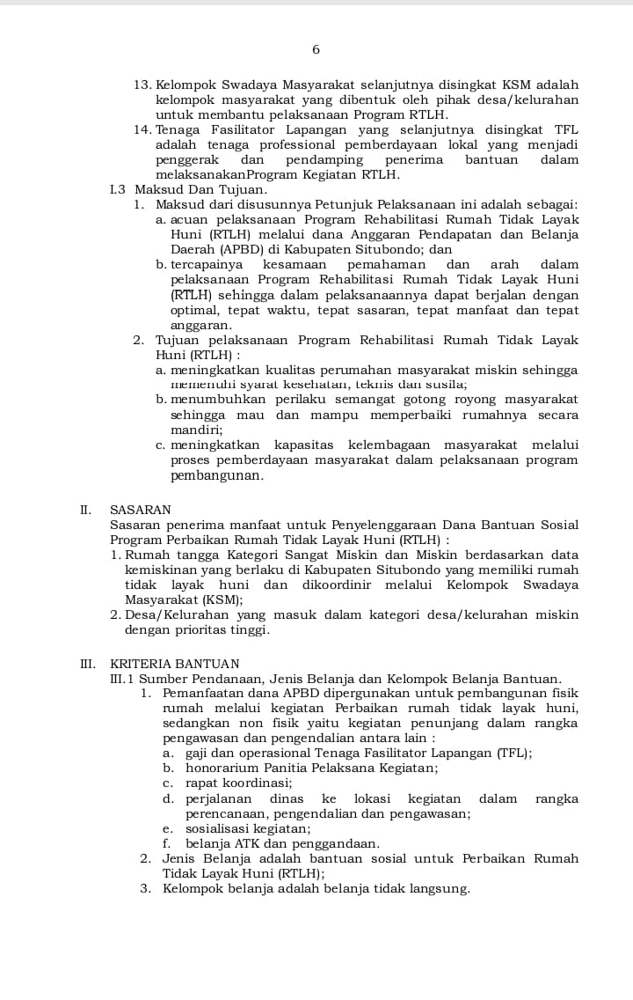 6
13. Kelompok Swadaya Masyarakat selanjutnya disingkat KSM adalah
kelompok masyarakat yang dibentuk oleh pihak desa/kelurahan
untuk membantu pelaksanaan Program RTLH.
14. Tenaga Fasilitator Lapangan yang selanjutnya disingkat TFL
adalah tenaga professional pemberdayaan lokal yang menjadi
penggerak dan pendamping penerima bantuan dalam
melaksanakanProgram Kegiatan RTLH.
I.3 Maksud Dan Tujuan.
1. Maksud dari disusunnya Petunjuk Pelaksanaan ini adalah sebagai:
a. acuan pelaksanaan Program Rehabilitasi Rumah Tidak Layak
Huni (RTLH) melalui dana Anggaran Pendapatan dan Belanja
Daerah (APBD) di Kabupaten Situbondo; dan
b. tercapainya kesamaan pemahaman dan arah dalam
pelaksanaan Program Rehabilitasi Rumah Tidak Layak Huni
(RTLH) sehingga dalam pelaksanaannya dapat berjalan dengan
optimal, tepat waktu, tepat sasaran, tepat manfaat dan tepat
anggaran.
2. Tujuan pelaksanaan Program Rehabilitasi Rumah Tidak Layak
Huni (RTLH) :
a. meningkatkan kualitas perumahan masyarakat miskin sehingga
memenuhi syarat kesehatan, teknis dan susila;
b. menumbuhkan perilaku semangat gotong royong masyarakat
sehingga mau dan mampu memperbaiki rumahnya secara
mandiri;
c. meningkatkan kapasitas kelembagaan masyarakat melalui
proses pemberdayaan masyarakat dalam pelaksanaan program
pembangunan.
II. SASARAN
Sasaran penerima manfaat untuk Penyelenggaraan Dana Bantuan Sosial
Program Perbaikan Rumah Tidak Layak Huni (RTLH) :
1. Rumah tangga Kategori Sangat Miskin dan Miskin berdasarkan data
kemiskinan yang berlaku di Kabupaten Situbondo yang memiliki rumah
tidak layak huni dan dikoordinir melalui Kelompok Swadaya
Masyarakat (KSM);
2. Desa/Kelurahan yang masuk dalam kategori desa/kelurahan miskin
dengan prioritas tinggi.
III. KRITERIA BANTUAN
III.1 Sumber Pendanaan, Jenis Belanja dan Kelompok Belanja Bantuan.
1. Pemanfaatan dana APBD dipergunakan untuk pembangunan fisik
rumah melalui kegiatan Perbaikan rumah tidak layak huni,
sedangkan non fisik yaitu kegiatan penunjang dalam rangka
pengawasan dan pengendalian antara lain :
a. gaji dan operasional Tenaga Fasilitator Lapangan (TFL);
b. honorarium Panitia Pelaksana Kegiatan;
c. rapat koordinasi;
d. perjalanan dinas ke lokasi kegiatan dalam rangka
perencanaan, pengendalian dan pengawasan;
e. sosialisasi kegiatan;
f. belanja ATK dan penggandaan.
2. Jenis Belanja adalah bantuan sosial untuk Perbaikan Rumah
Tidak Layak Huni (RTLH);
3. Kelompok belanja adalah belanja tidak langsung.